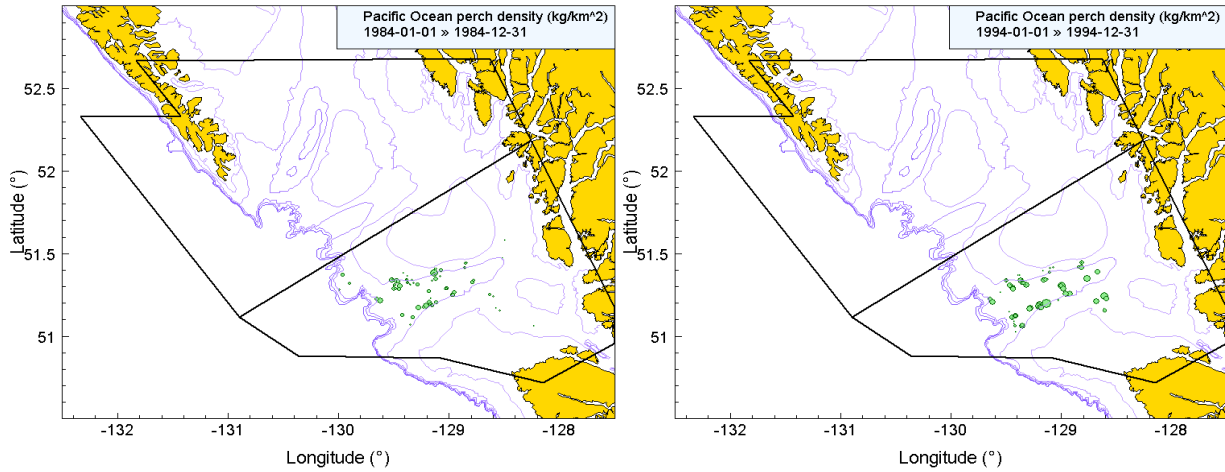 Pacific Ocean perch density (kg/km^2)
1984-01-01 » 1984-12-31
52.5
52
51.5
51
Latitude (°)
-132
-131
-130
-129
-128
Longitude (°)
Pacific Ocean perch density (kg/km^2)
1994-01-01 » 1994-12-31
52.5
52
51.5
51
Latitude (°)
-132
-131
-130
-129
-128
Longitude (°)